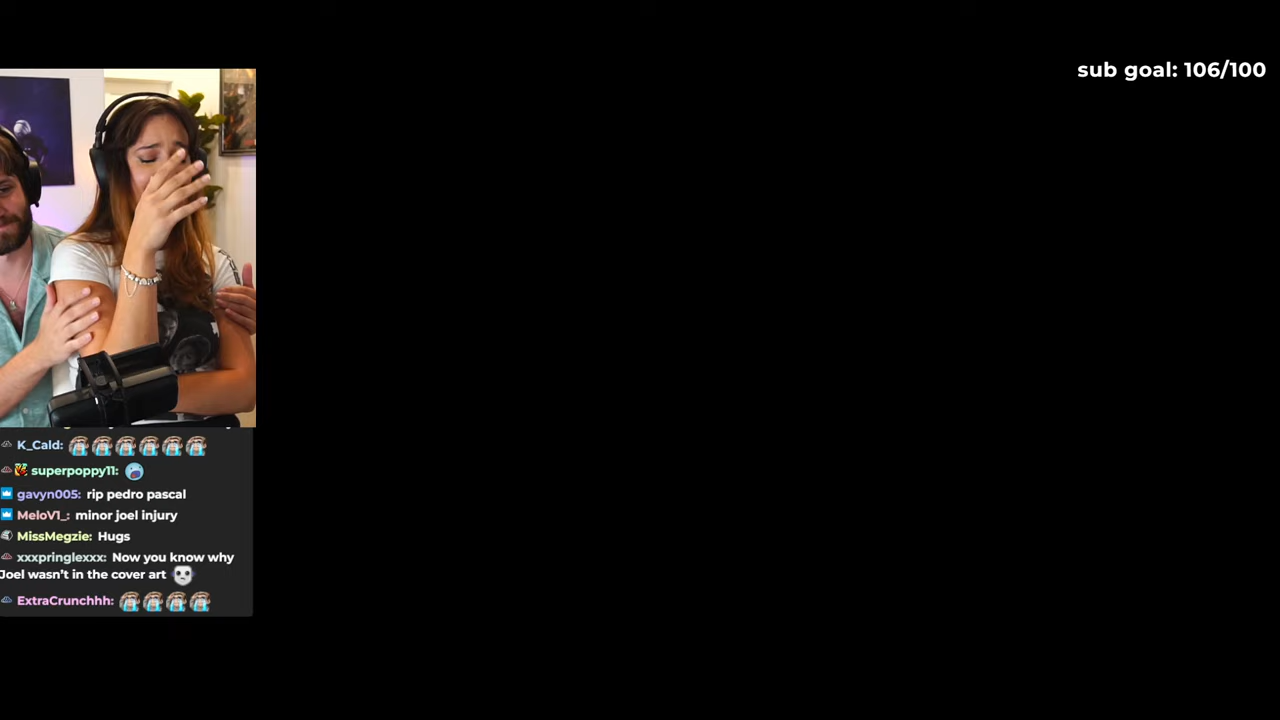 sub goal: 106/100
K_Cald:
superpoppy11:
gavyn005: rip pedro pascal
MeloV1_: minor joel injury
MissMegzie: Hugs
xxxpringlexxx: Now you know why
Joel wasn't in the cover art
ExtraCrunchhh: